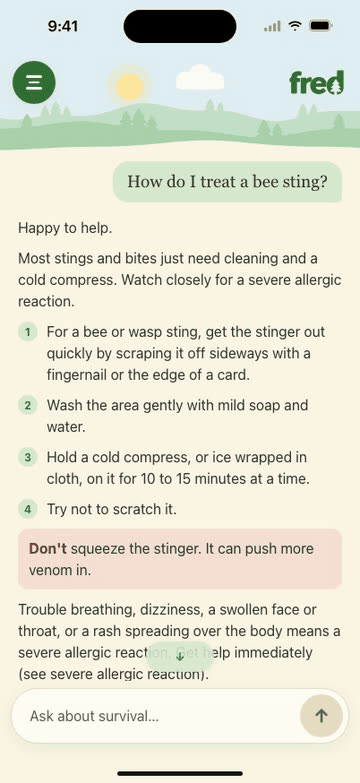 9:41
fred
How do I treat a bee sting?
Happy to help.
Most stings and bites just need cleaning and a
cold compress. Watch closely for a severe allergic
reaction.
1 For a bee or wasp sting, get the stinger out
quickly by scraping it off sideways with a
fingernail or the edge of a card.
2 Wash the area gently with mild soap and
water.
3 Hold a cold compress, or ice wrapped in
cloth, on it for 10 to 15 minutes at a time.
4 Try not to scratch it.
Don't squeeze the stinger. It can push more
venom in.
Trouble breathing, dizziness, a swollen face or
throat, or a rash spreading over the body means a
severe allergic reaction. Get help immediately
(see severe allergic reaction).
Ask about survival...